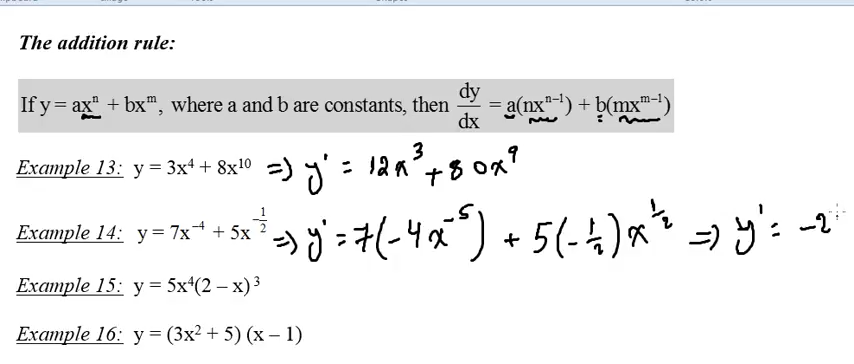 The addition rule:
If y = axⁿ + bxᵐ, where a and b are constants, then dy/dx = a(nxⁿ⁻¹) + b(mxᵐ⁻¹)
Example 13: y = 3x⁴ + 8x¹⁰ => y' = 12x³ + 80x⁹
Example 14: y = 7x⁻⁴ + 5x^(-1/2) => y' = 7(-4x⁻⁵) + 5(-1/2)x^(1/2) => y' = -2
Example 15: y = 5x⁴(2 – x)³
Example 16: y = (3x² + 5) (x – 1)